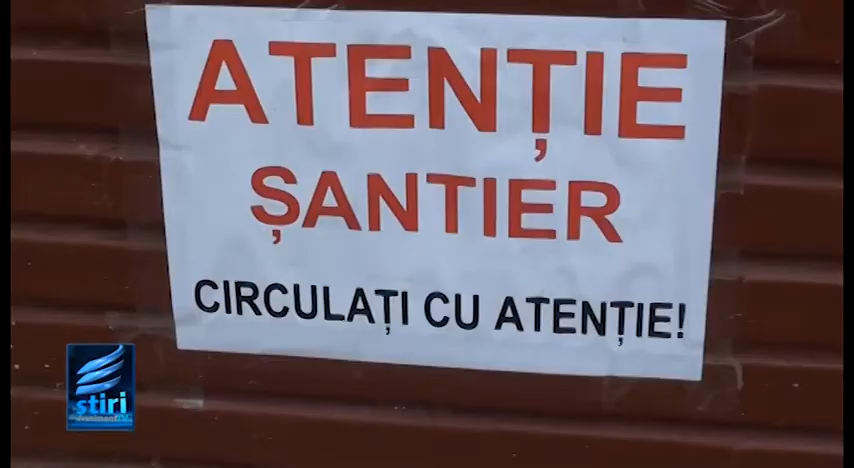 ATENȚIE
ȘANTIER
CIRCULAȚI CU ATENȚIE!
știri